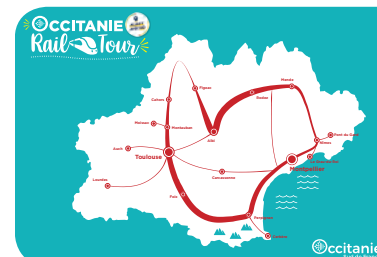 OCCITANIE
Rail Tour
Figeac
Mende
Cahors
Rodez
Moissac
Montauban
Albi
Pont du Gard
Nîmes
Auch
Toulouse
Montpellier
Carcassonne
Lourdes
Foix
Perpignan
Occitanie